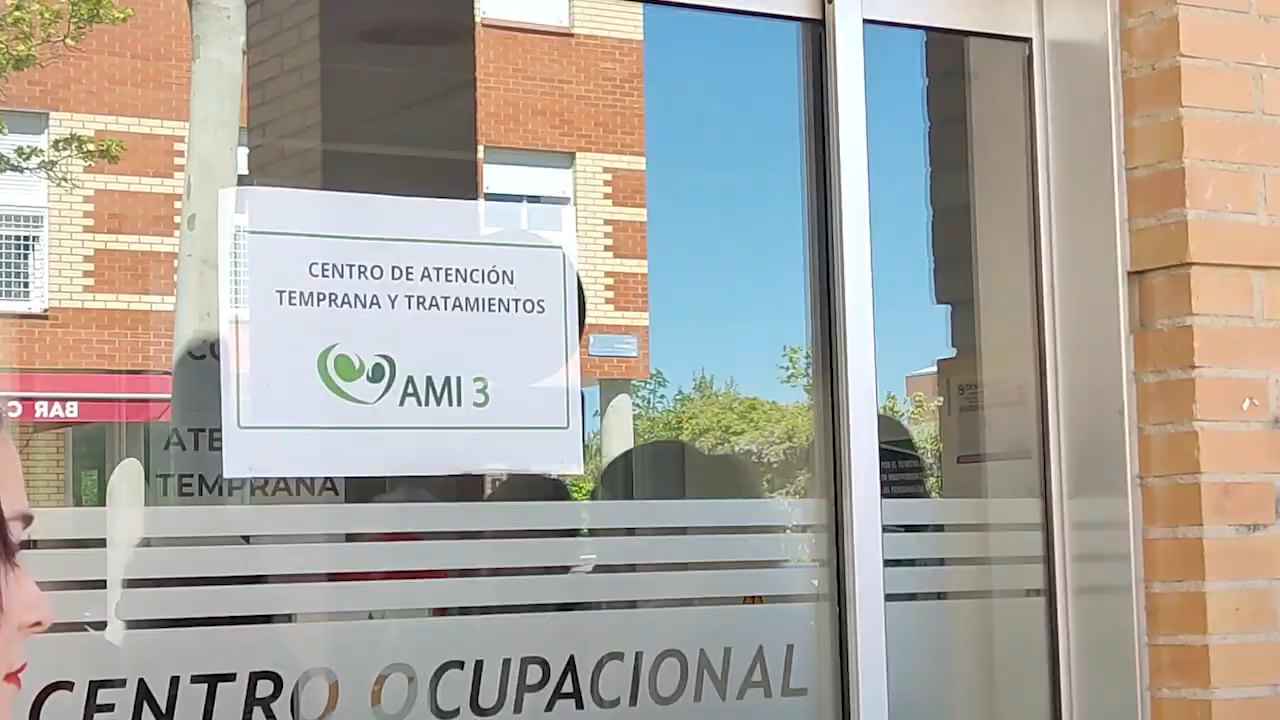 CENTRO DE ATENCIÓN
TEMPRANA Y TRATAMIENTOS
AMI 3
BAR
ATE
TEMPRANA
CENTRO OCUPACIONAL